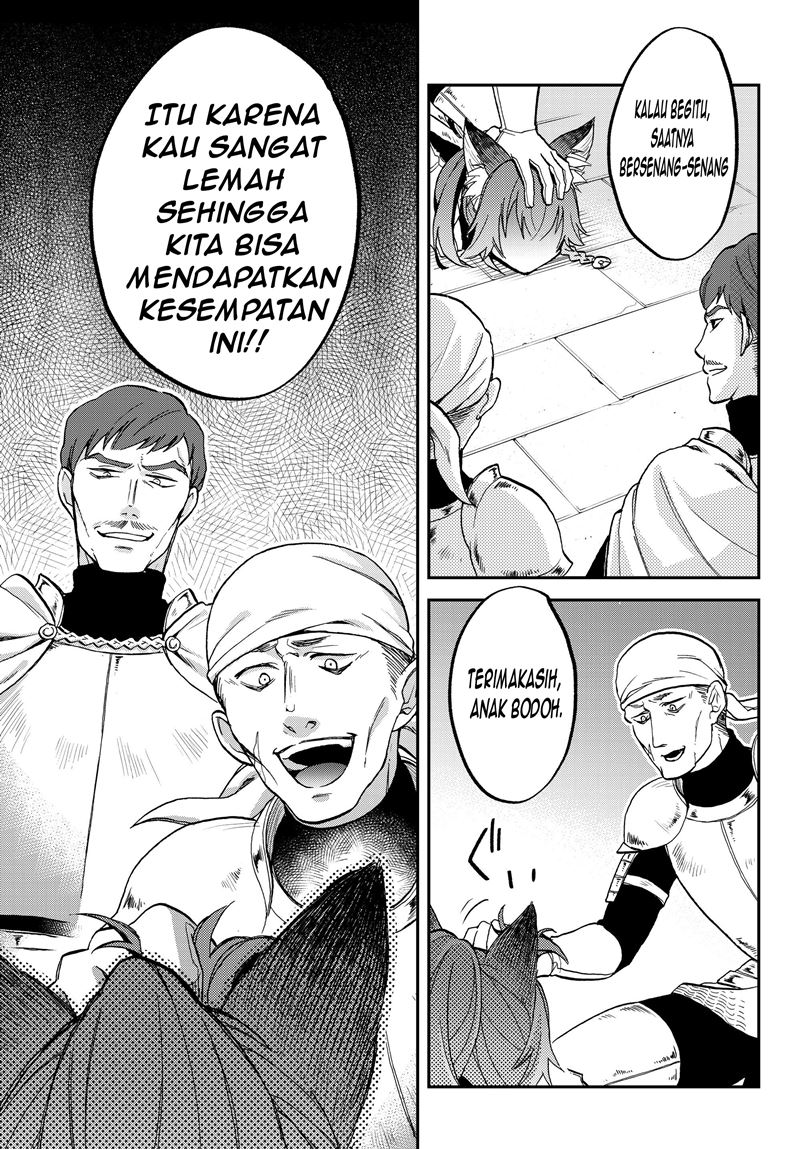 KALAU BEGITU,
SAATNYA
BERSENANG-SENANG
TERIMAKASIH,
ANAK BODOH.
ITU KARENA
KAU SANGAT
LEMAH
SEHINGGA
KITA BISA
MENDAPATKAN
KESEMPATAN
INI!!